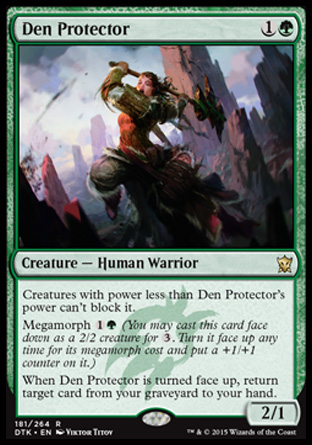 Den Protector 1
Creature — Human Warrior
Creatures with power less than Den Protector's
power can't block it.
Megamorph 1 (You may cast this card face
down as a 2/2 creature for 3. Turn it face up any
time for its megamorph cost and put a +1/+1
counter on it.)
When Den Protector is turned face up, return
target card from your graveyard to your hand.
181/264 R
DTK • EN Viktor Titov
™ & © 2015 Wizards of the Coast
2/1